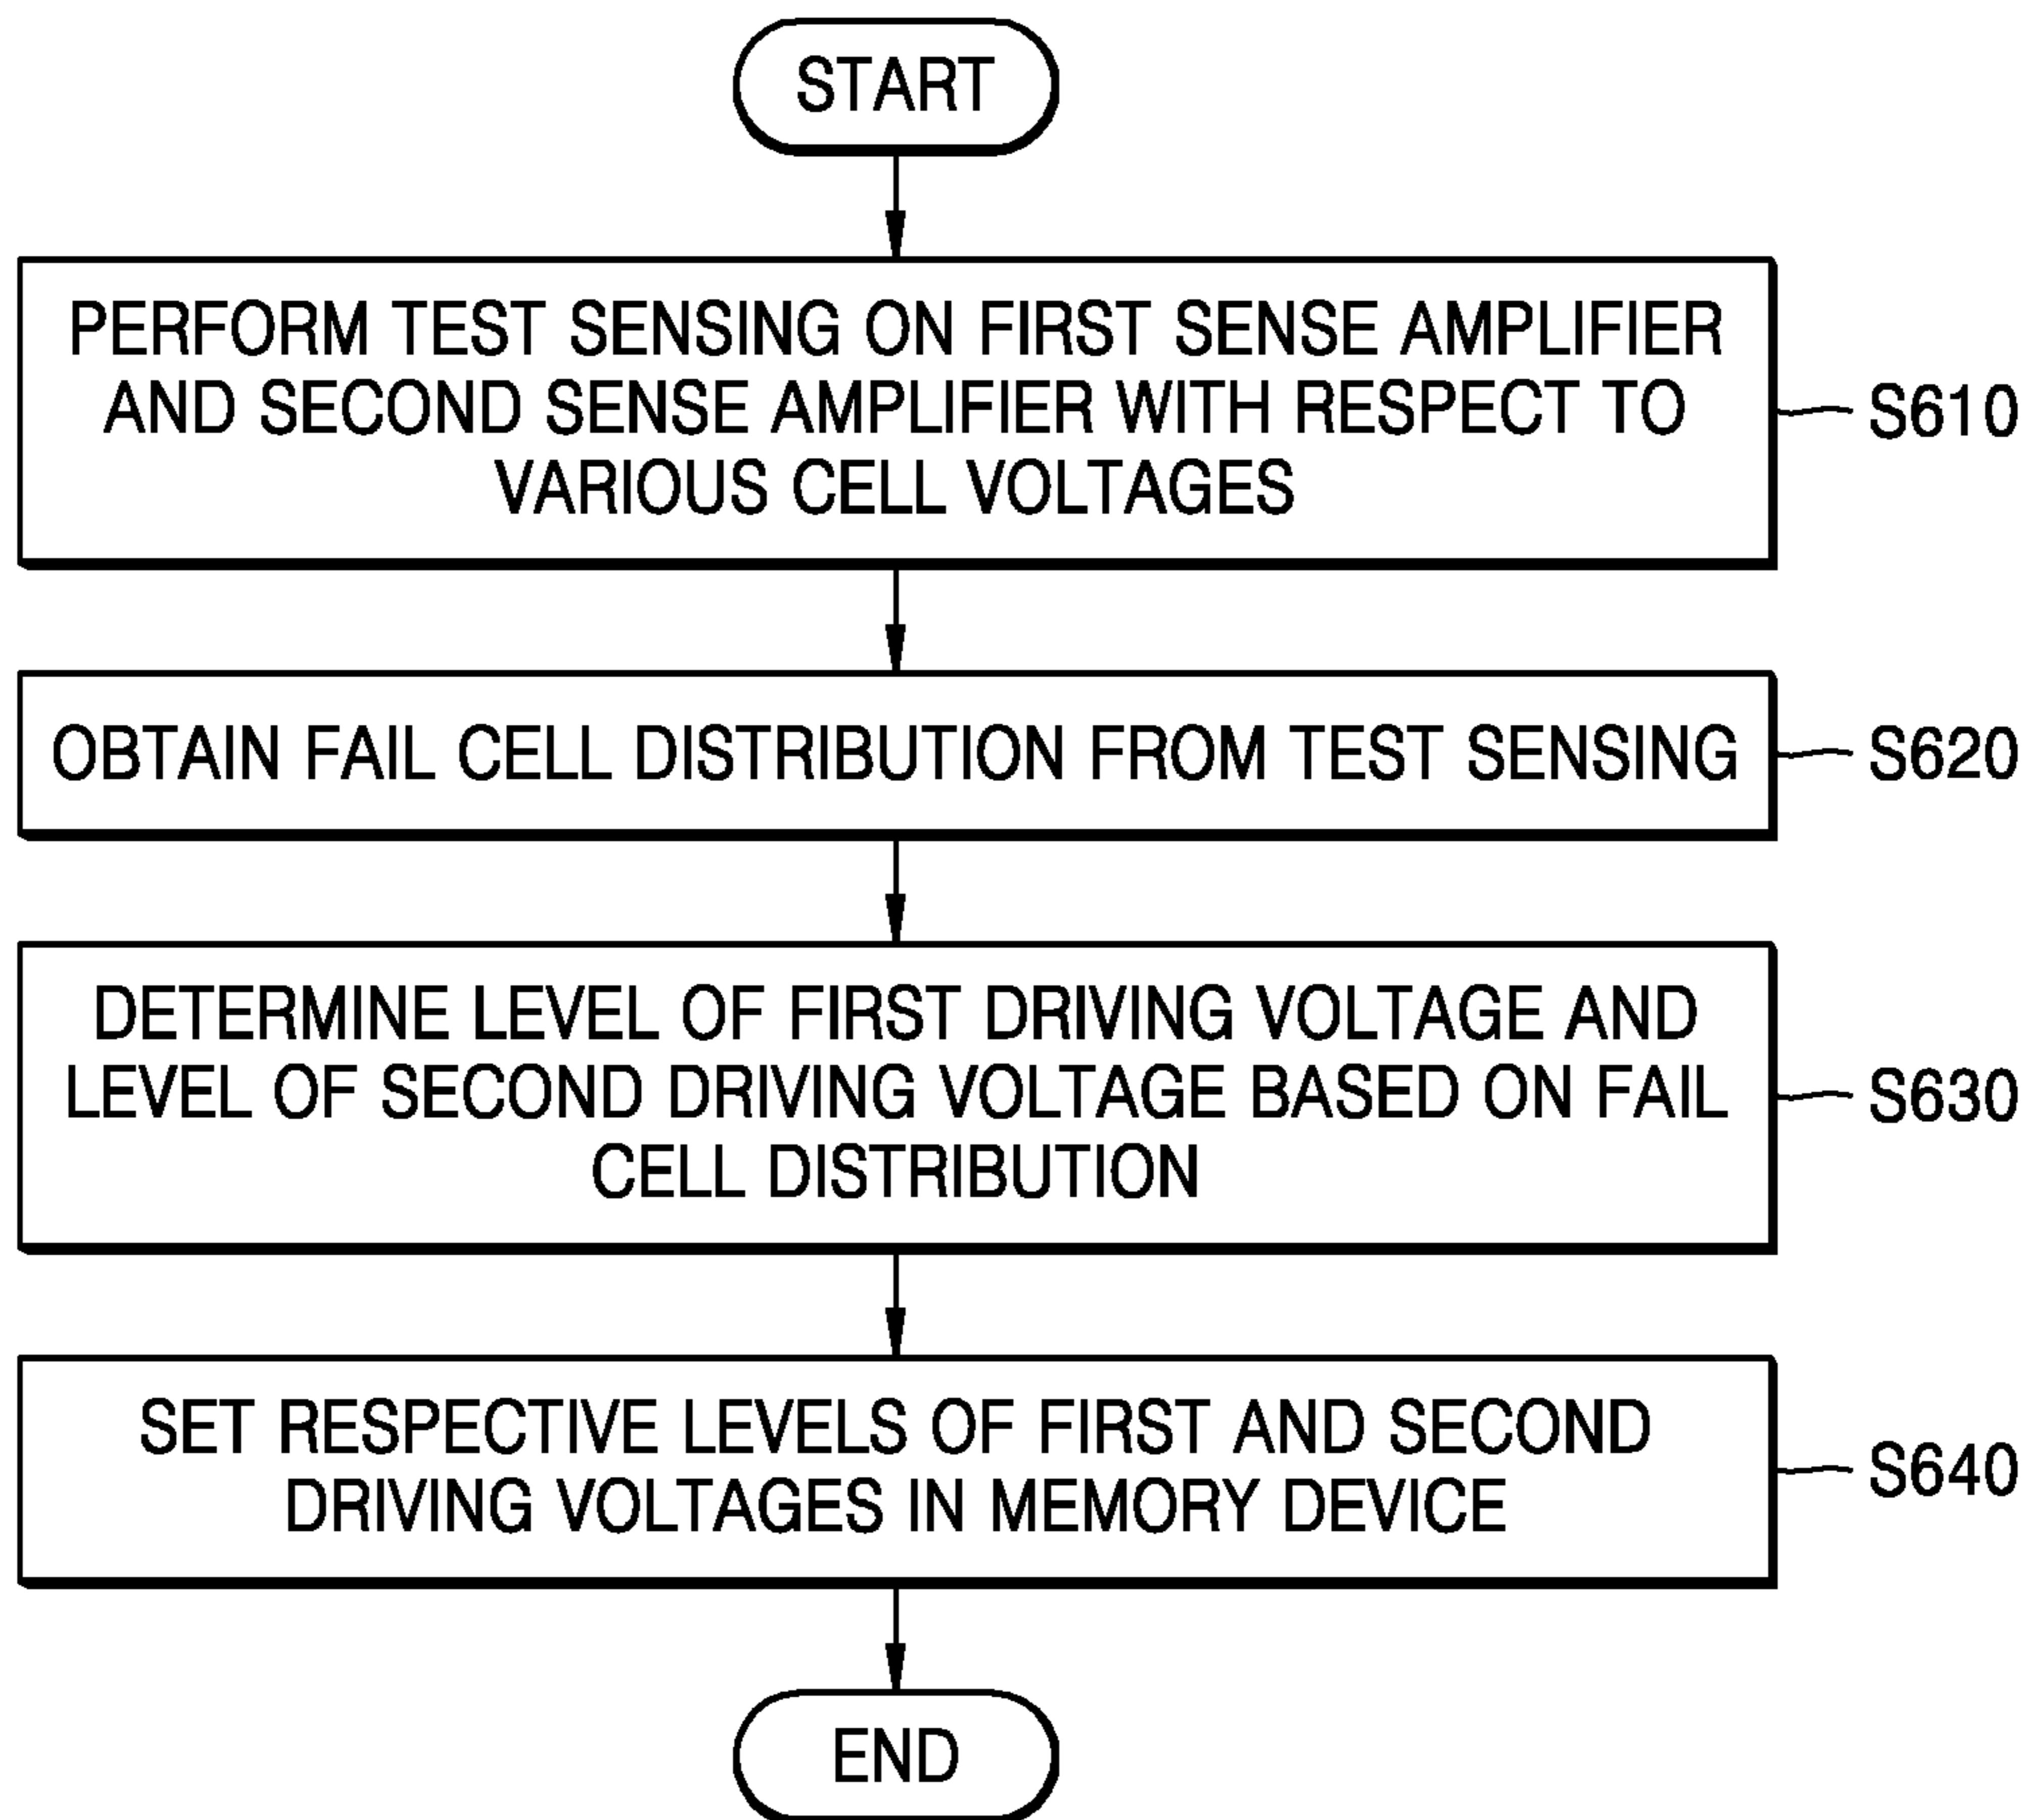 START
PERFORM TEST SENSING ON FIRST SENSE AMPLIFIER
AND SECOND SENSE AMPLIFIER WITH RESPECT TO
VARIOUS CELL VOLTAGES
S610
OBTAIN FAIL CELL DISTRIBUTION FROM TEST SENSING
S620
DETERMINE LEVEL OF FIRST DRIVING VOLTAGE AND
LEVEL OF SECOND DRIVING VOLTAGE BASED ON FAIL
CELL DISTRIBUTION
S630
SET RESPECTIVE LEVELS OF FIRST AND SECOND
DRIVING VOLTAGES IN MEMORY DEVICE
S640
END